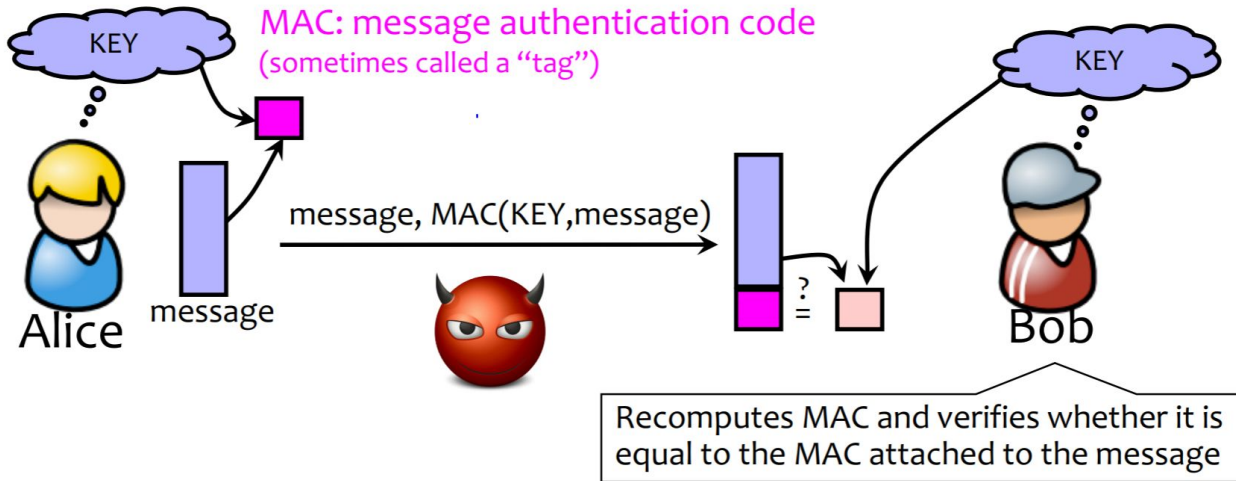 MAC: message authentication code
(sometimes called a “tag”)
KEY
KEY
message, MAC(KEY,message)
message
?
=
Alice
Bob
Recomputes MAC and verifies whether it is
equal to the MAC attached to the message